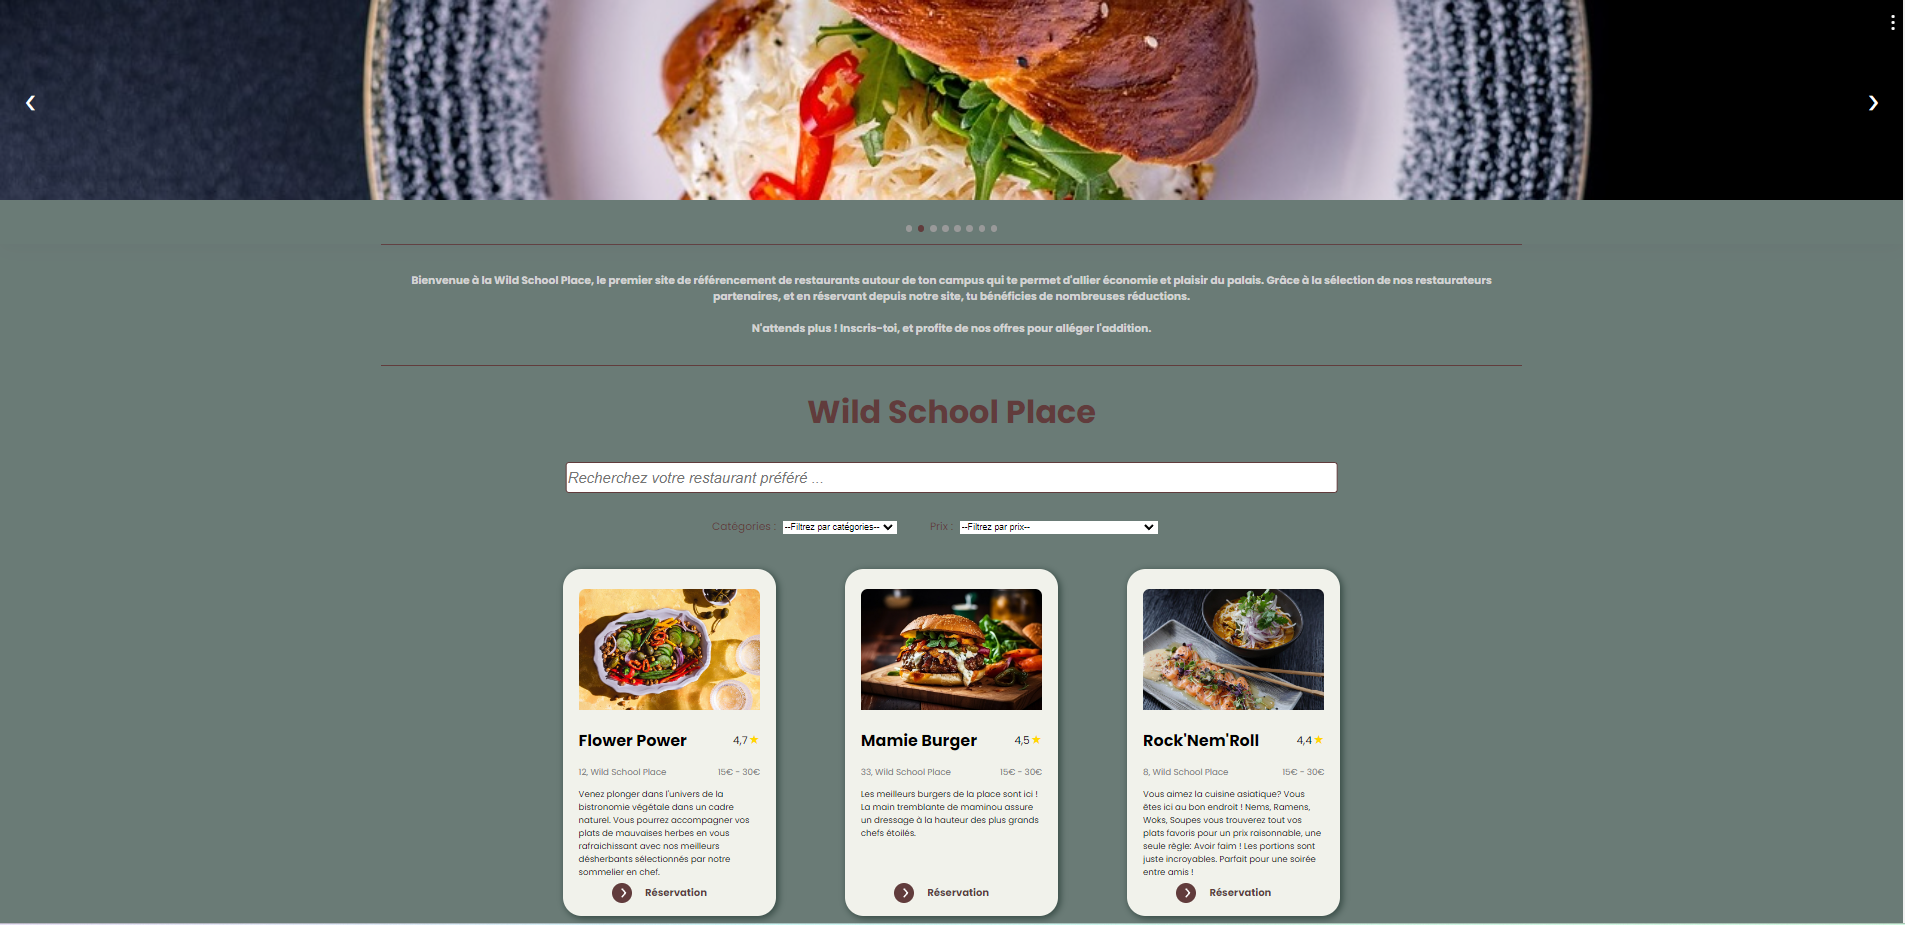 Bienvenue à la Wild School Place, le premier site de référencement de restaurants autour de ton campus qui te permet d'allier économie et plaisir du palais. Grâce à la sélection de nos restaurateurs
partenaires, et en réservant depuis notre site, tu bénéficies de nombreuses réductions.
N'attends plus ! Inscris-toi, et profite de nos offres pour alléger l'addition.
Wild School Place
Recherchez votre restaurant préféré ...
Catégories : --Filtrez par catégories-- Prix : --Filtrez par prix--
Flower Power 4,7
12, Wild School Place 15€ - 30€
Venez plonger dans l'univers de la
bistronomie végétale dans un cadre
naturel. Vous pourrez accompagner vos
plats de mauvaises herbes en vous
rafraichissant avec nos meilleurs
désherbants sélectionnés par notre
sommelier en chef.
Réservation
Mamie Burger 4,5
33, Wild School Place 15€ - 30€
Les meilleurs burgers de la place sont ici !
La main tremblante de maminou assure
un dressage à la hauteur des plus grands
chefs étoilés.
Réservation
Rock'Nem'Roll 4,4
8, Wild School Place 15€ - 30€
Vous aimez la cuisine asiatique? Vous
êtes ici au bon endroit ! Nems, Ramens,
Woks, Soupes vous trouverez tout vos
plats favoris pour un prix raisonnable, une
seule règle: Avoir faim ! Les portions sont
juste incroyables. Parfait pour une soirée
entre amis !
Réservation